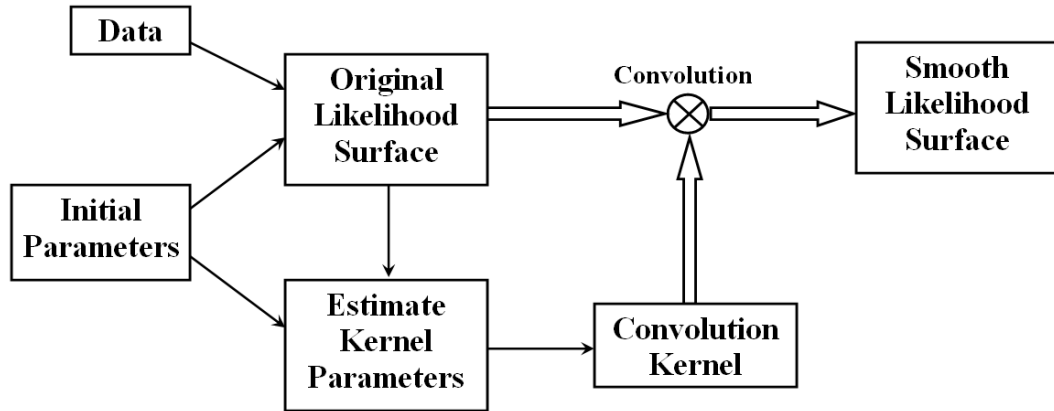 Data
Original
Likelihood
Surface
Convolution
Smooth
Likelihood
Surface
Initial
Parameters
Estimate
Kernel
Parameters
Convolution
Kernel